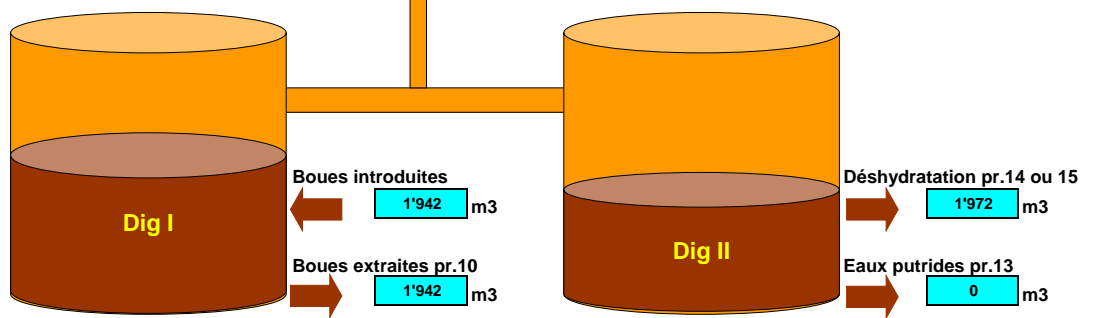 Boues introduites
1'942 m3
Dig I
Boues extraites pr.10
1'942 m3
Déshydratation pr.14 ou 15
1'972 m3
Dig II
Eaux putrides pr.13
0 m3